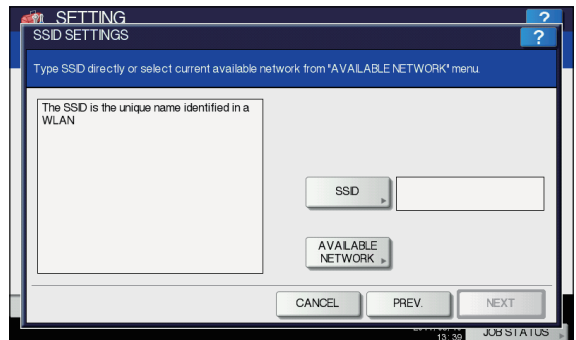 SETTING
?
SSID SETTINGS
?
Type SSID directly or select current available network from "AVAILABLE NETWORK" menu.
The SSID is the unique name identified in a
WLAN
SSID
AVAILABLE
NETWORK
CANCEL
PREV.
NEXT
13:39
JOB STATUS